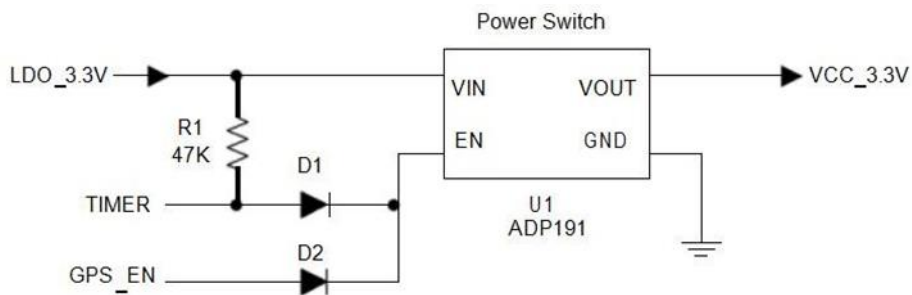 Power Switch
LDO_3.3V
VIN
VOUT
VCC_3.3V
R1
47K
EN
GND
D1
TIMER
U1
ADP191
D2
GPS_EN